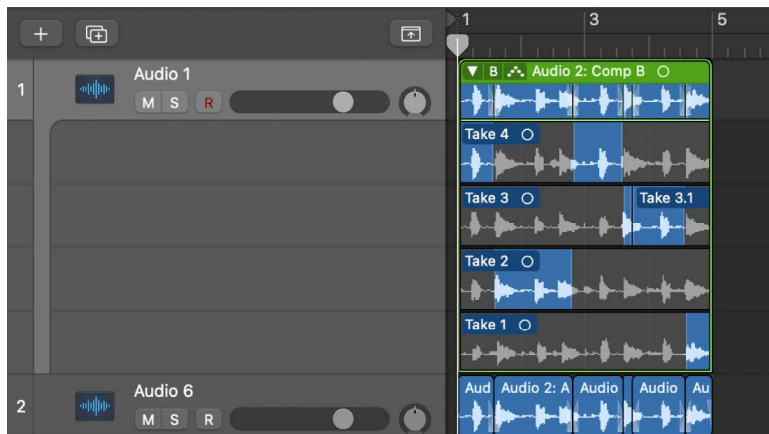 1 3 5
Audio 1
1
M S R
B Audio 2: Comp B
Take 4
Take 3 Take 3.1
Take 2
Take 1
Audio 6
2
M S R
Aud Audio 2: A Audio Audio Au